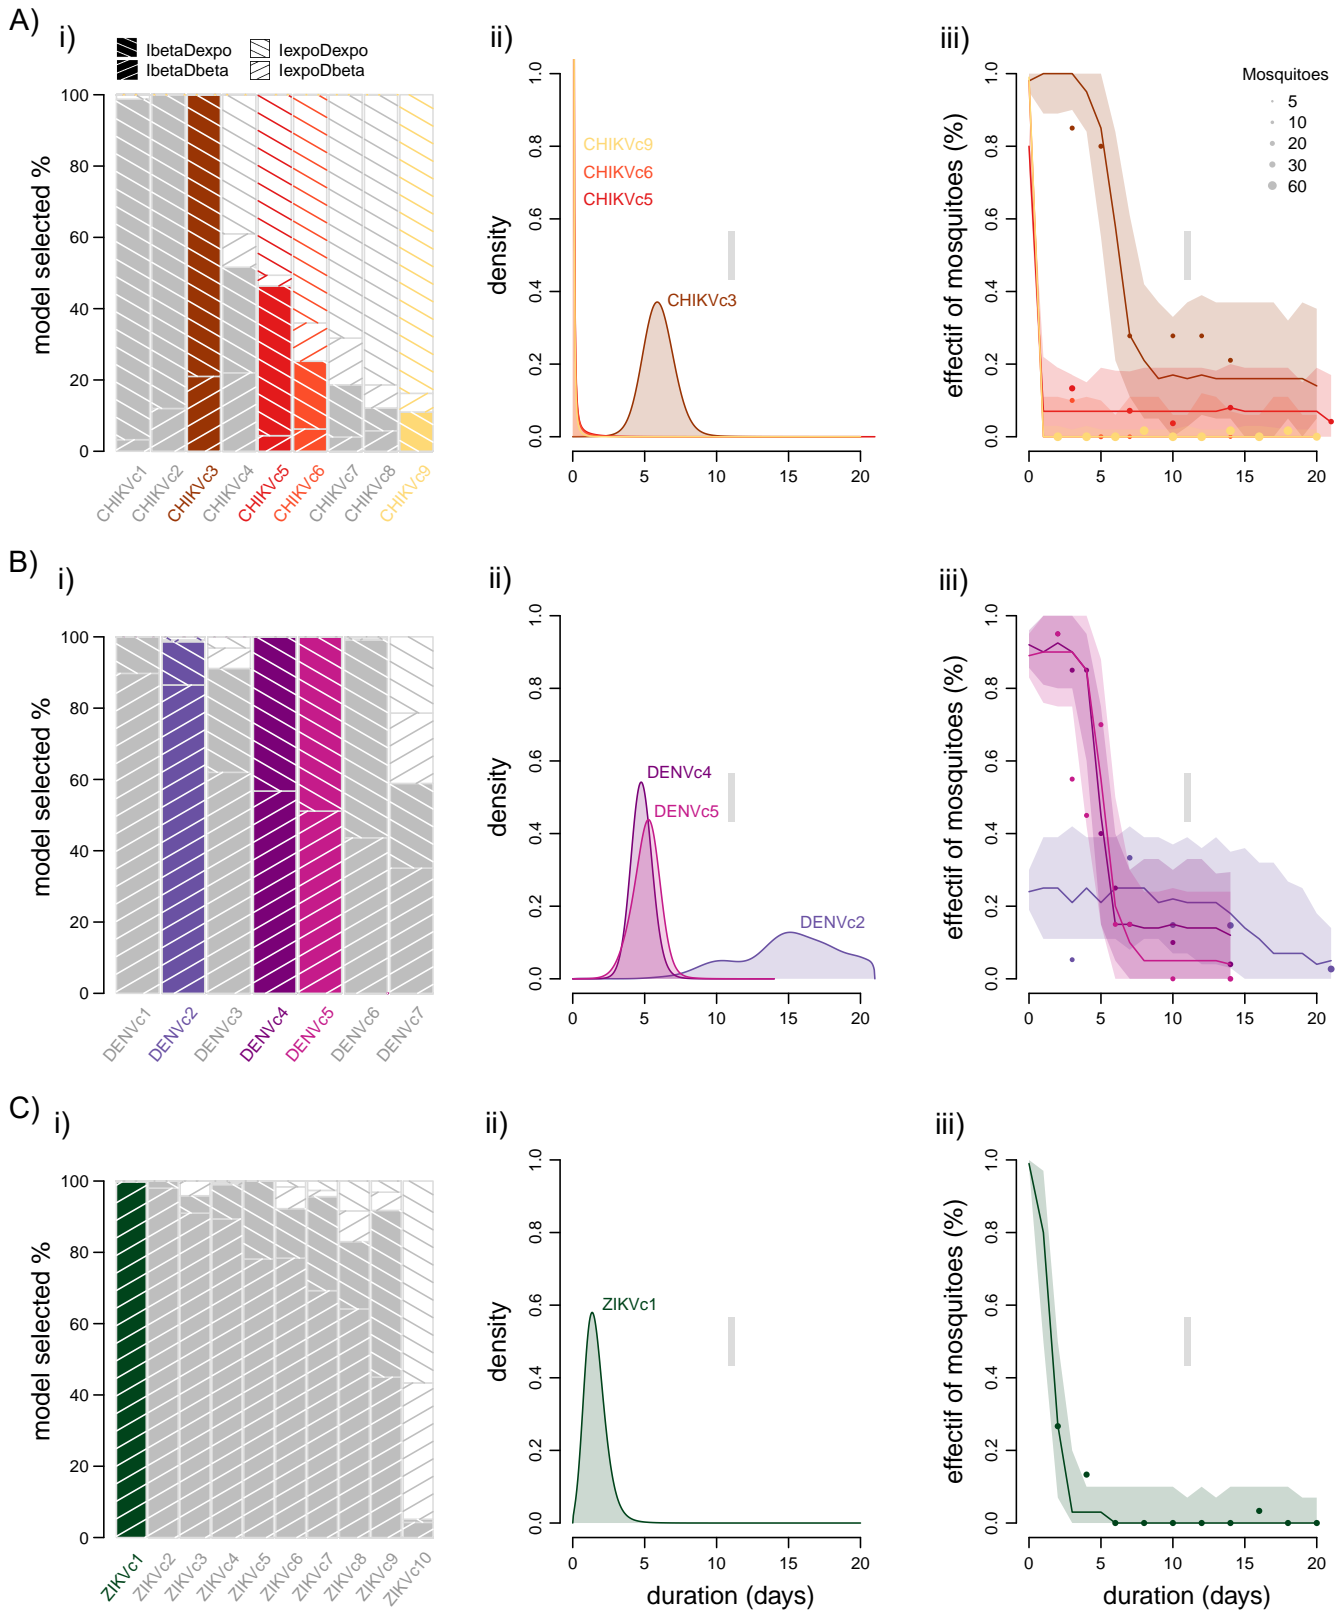 A)
i)
IbetaDexpo
IexpoDexpo
IbetaDbeta
IexpoDbeta
model selected %
100
80
60
40
20
0
CHIKVc1
CHIKVc2
CHIKVc3
CHIKVc4
CHIKVc5
CHIKVc6
CHIKVc7
CHIKVc8
CHIKVc9
ii)
density
1.0
0.8
0.6
0.4
0.2
0.0
CHIKVc9
CHIKVc6
CHIKVc5
CHIKVc3
0 5 10 15 20
iii)
effectif of mosquitoes (%)
1.0
0.8
0.6
0.4
0.2
0.0
Mosquitoes
5
10
20
30
60
0 5 10 15 20
B)
i)
model selected %
100
80
60
40
20
0
DENVc1
DENVc2
DENVc3
DENVc4
DENVc5
DENVc6
DENVc7
ii)
density
1.0
0.8
0.6
0.4
0.2
0.0
DENVc4
DENVc5
DENVc2
0 5 10 15 20
iii)
effectif of mosquitoes (%)
1.0
0.8
0.6
0.4
0.2
0.0
0 5 10 15 20
C)
i)
model selected %
100
80
60
40
20
0
ZIKVc1
ZIKVc2
ZIKVc3
ZIKVc4
ZIKVc5
ZIKVc6
ZIKVc7
ZIKVc8
ZIKVc9
ZIKVc10
ii)
density
1.0
0.8
0.6
0.4
0.2
0.0
ZIKVc1
0 5 10 15 20
duration (days)
iii)
effectif of mosquitoes (%)
1.0
0.8
0.6
0.4
0.2
0.0
0 5 10 15 20
duration (days)